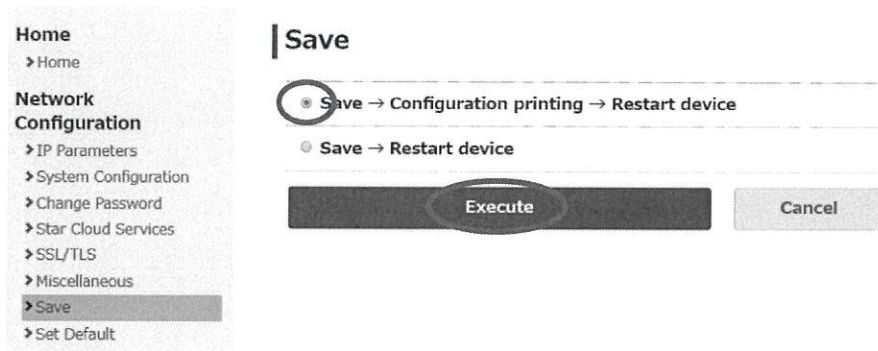 Home
>Home
Network
Configuration
>IP Parameters
>System Configuration
>Change Password
>Star Cloud Services
>SSL/TLS
>Miscellaneous
>Save
>Set Default
Save
Save → Configuration printing → Restart device
Save → Restart device
Execute
Cancel